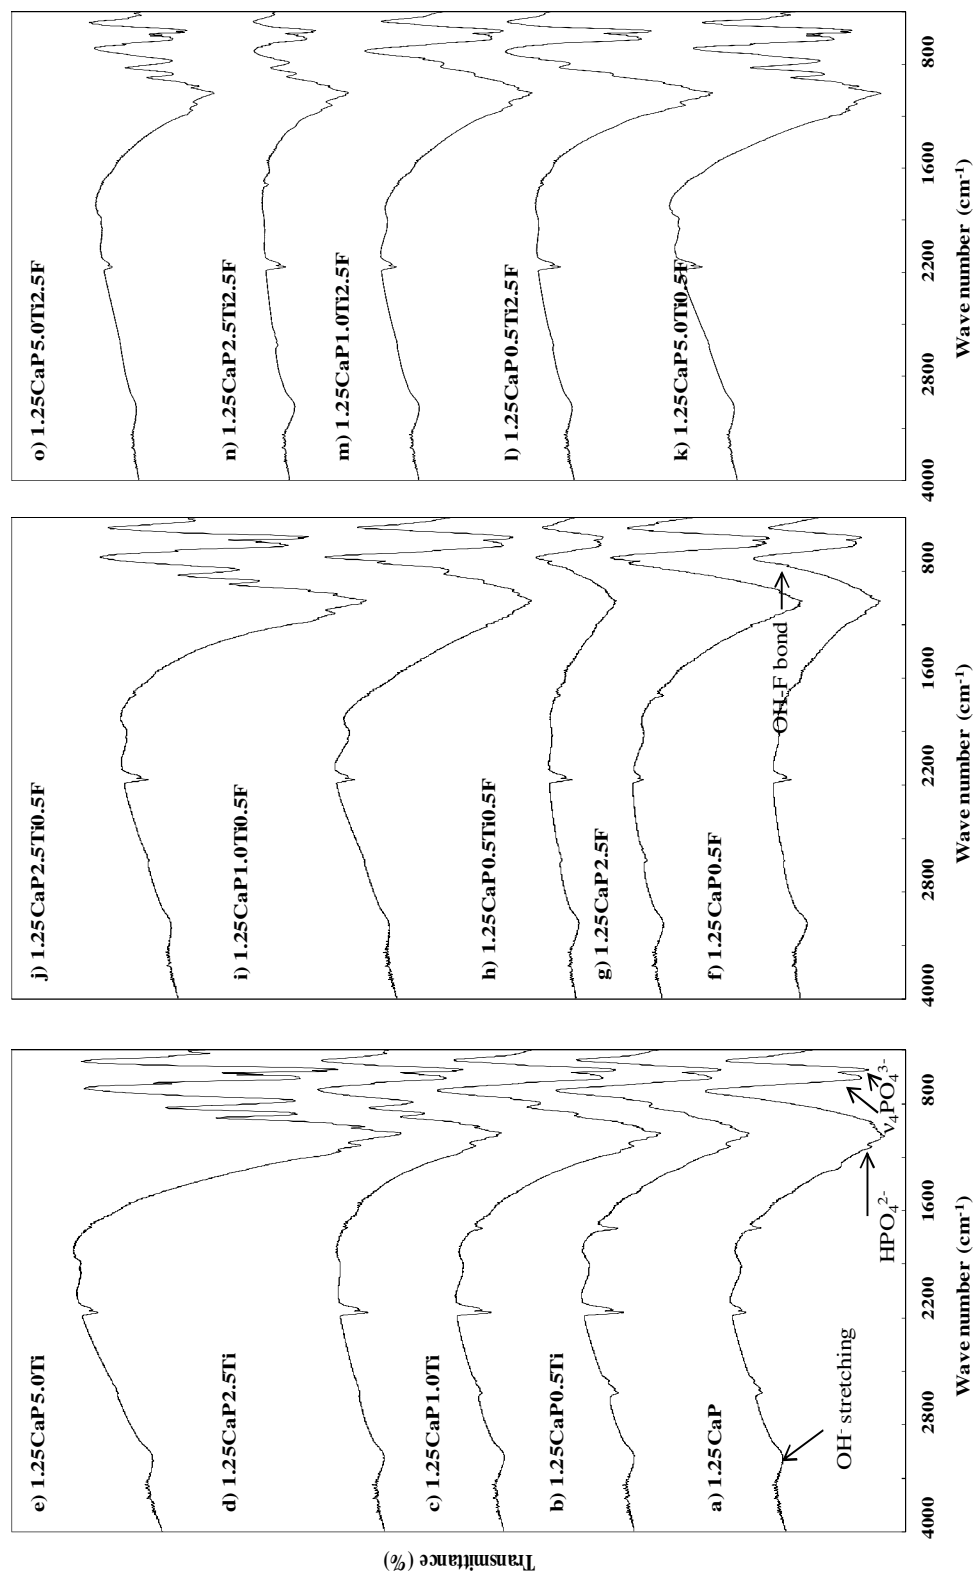 Transmittance (%)
e) 1.25CaP5.0Ti
d) 1.25CaP2.5Ti
c) 1.25CaP1.0Ti
b) 1.25CaP0.5Ti
a) 1.25CaP
OH⁻ stretching
HPO₄²⁻
ν₄PO₄³⁻
4000 2800 2200 1600 800
Wave number (cm⁻¹)
j) 1.25CaP2.5Ti0.5F
i) 1.25CaP1.0Ti0.5F
h) 1.25CaP0.5Ti0.5F
g) 1.25CaP2.5F
f) 1.25CaP0.5F
OH-F bond
4000 2800 2200 1600 800
Wave number (cm⁻¹)
o) 1.25CaP5.0Ti2.5F
n) 1.25CaP2.5Ti2.5F
m) 1.25CaP1.0Ti2.5F
l) 1.25CaP0.5Ti2.5F
k) 1.25CaP5.0Ti0.5F
4000 2800 2200 1600 800
Wave number (cm⁻¹)